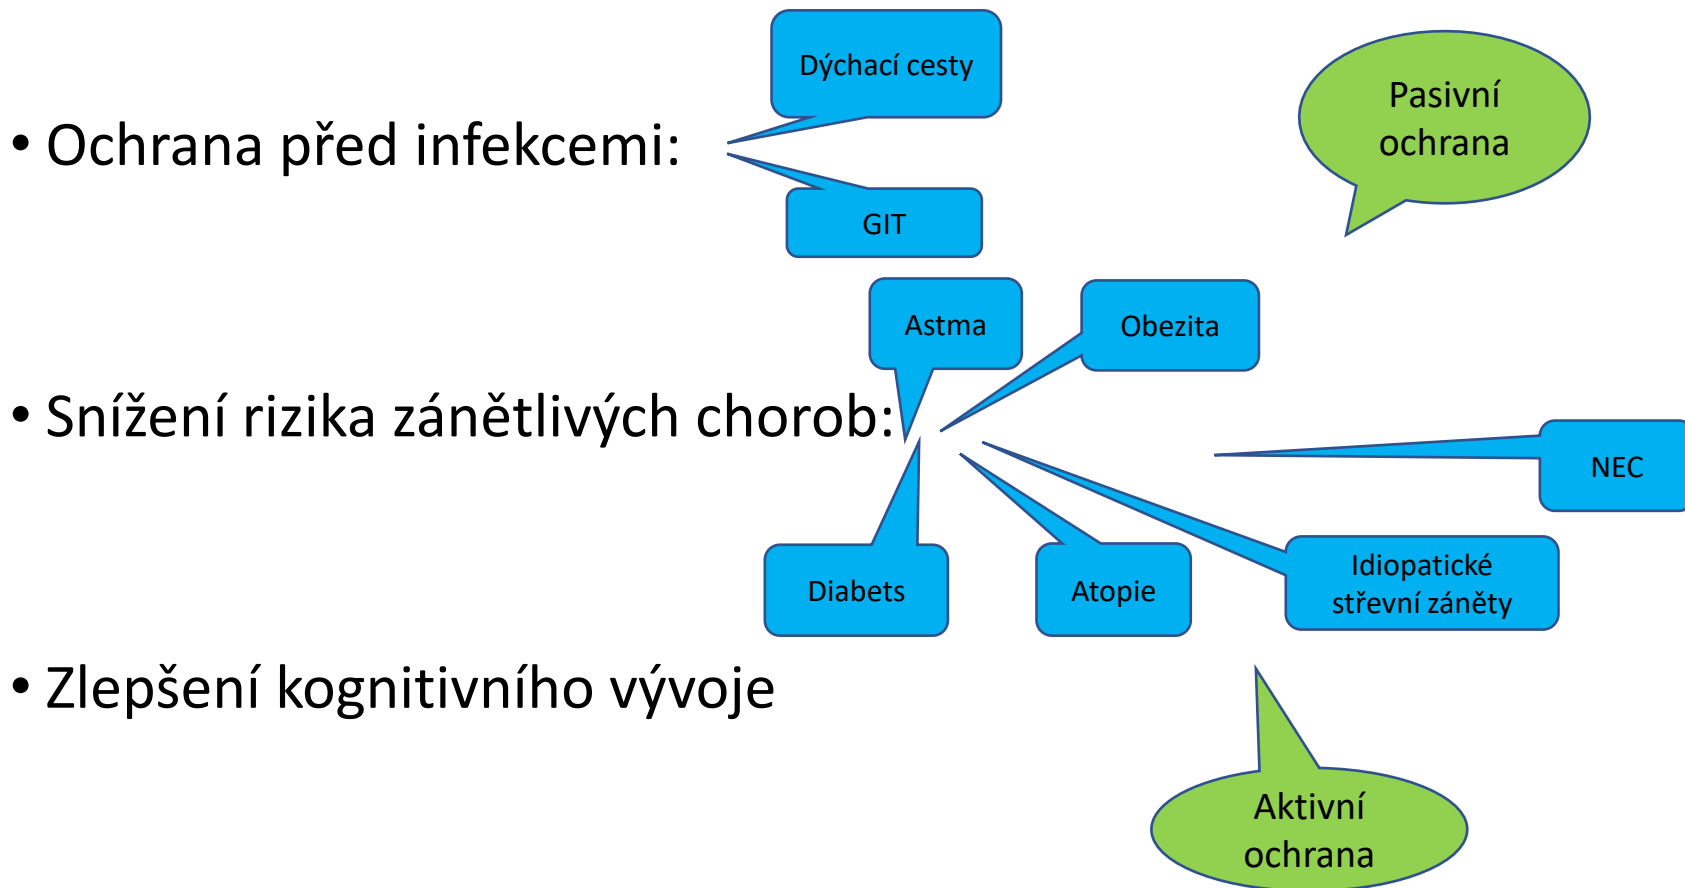 Dýchací cesty
Pasivní
ochrana
• Ochrana před infekcemi:
GIT
Astma
Obezita
• Snížení rizika zánětlivých chorob:
NEC
Diabets
Atopie
Idiopatické
střevní záněty
• Zlepšení kognitivního vývoje
Aktivní
ochrana